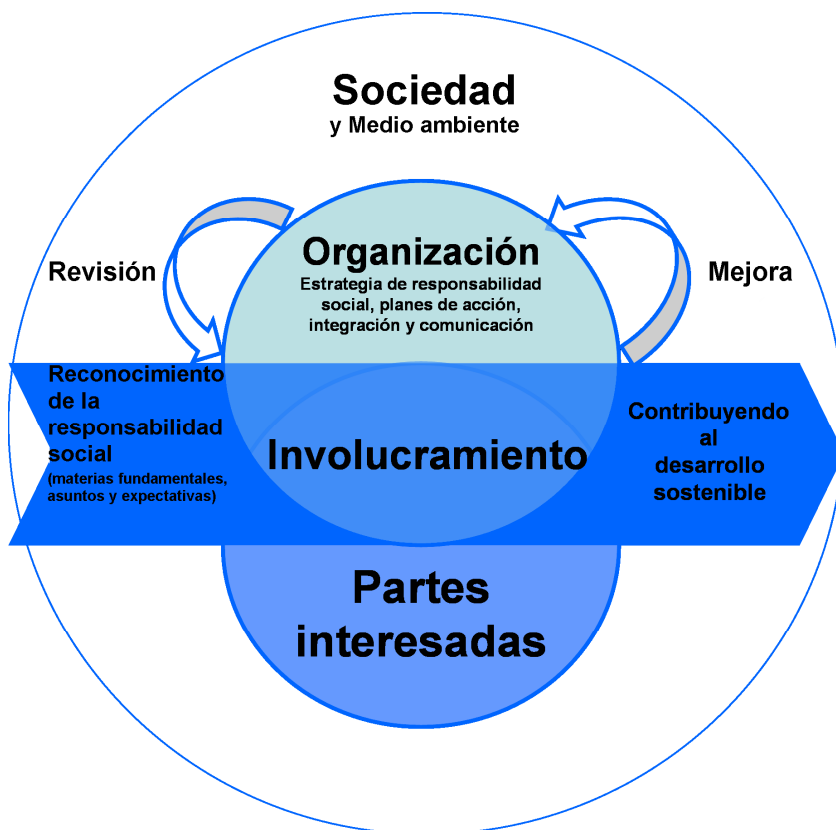 Sociedad
y Medio ambiente
Organización
Estrategia de responsabilidad
social, planes de acción,
integración y comunicación
Revisión
Mejora
Reconocimiento
de la
responsabilidad
social
(materias fundamentales,
asuntos y expectativas)
Involucramiento
Contribuyendo
al
desarrollo
sostenible
Partes
interesadas